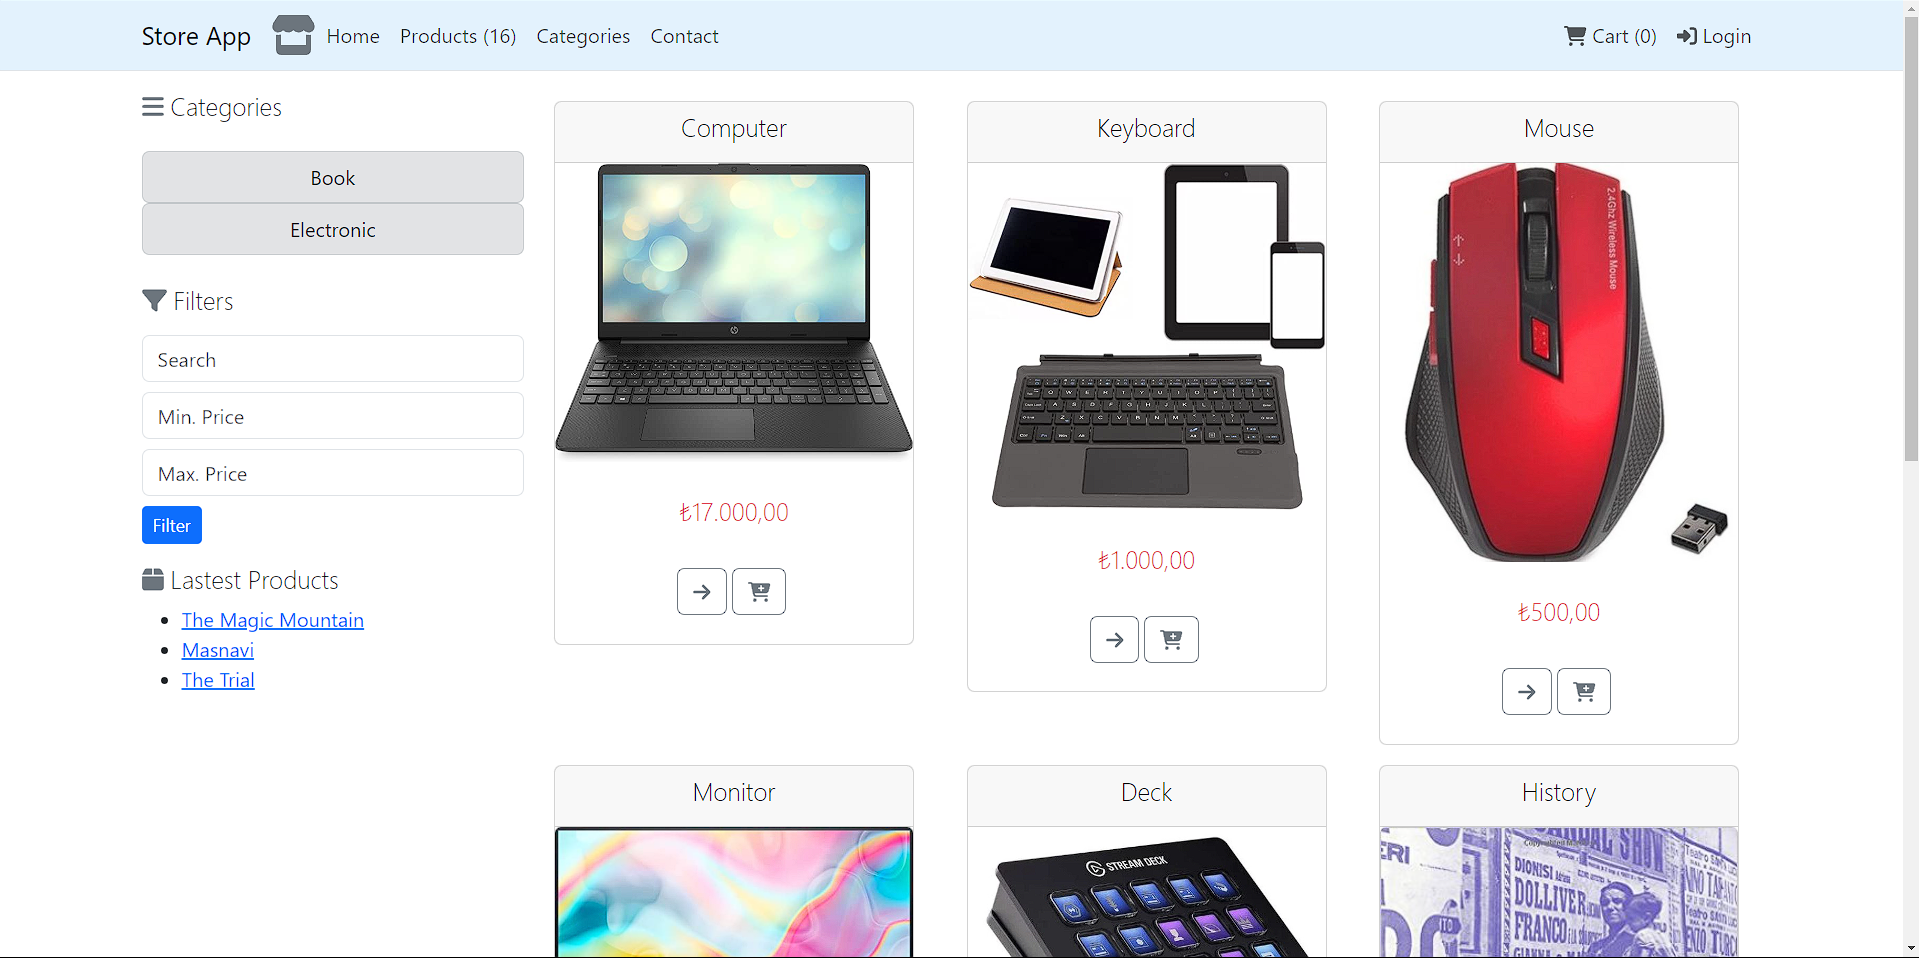 Store App
Home
Products (16)
Categories
Contact
Cart (0)
Login
Categories
Book
Electronic
Filters
Search
Min. Price
Max. Price
Filter
Lastest Products
The Magic Mountain
Masnavi
The Trial
Computer
₺17.000,00
Keyboard
₺1.000,00
Mouse
2.4Ghz Wireless Mouse
₺500,00
Monitor
Deck
STREAM DECK
History
DIONISI
DOLLIVER
FRANCO